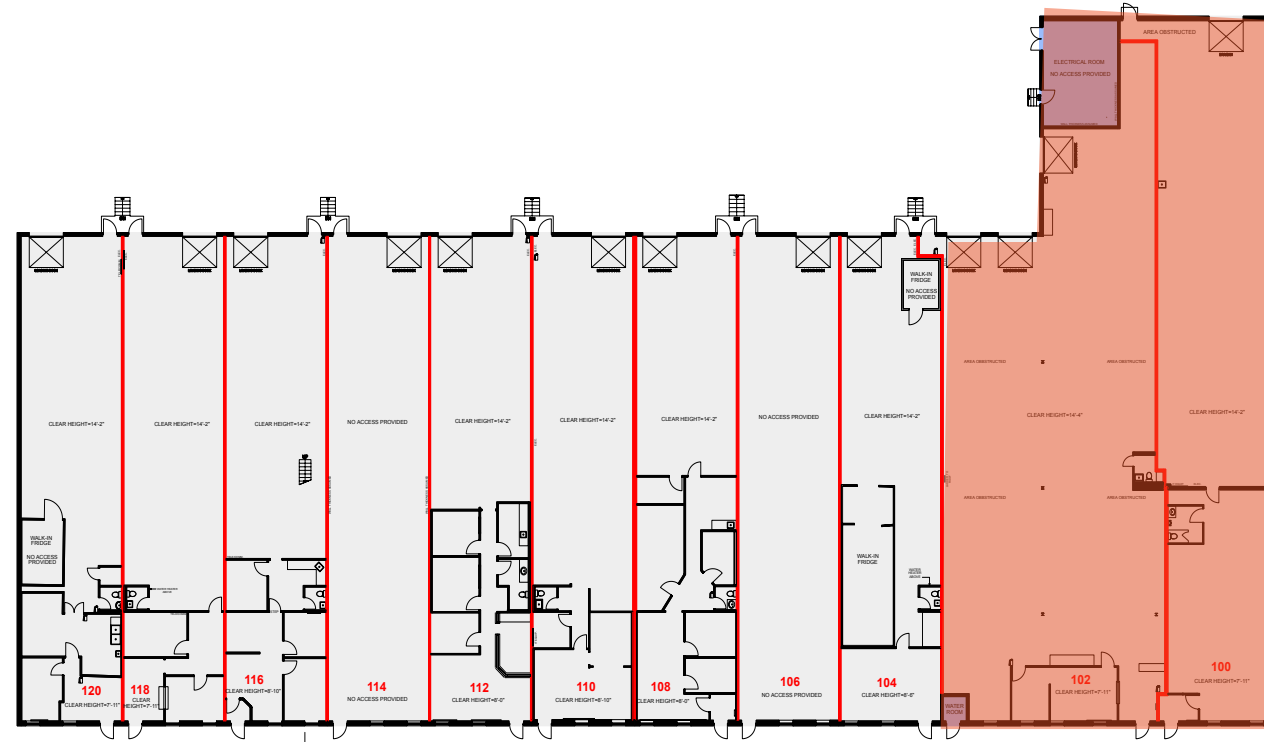 AREA OBSTRUCTED
ELECTRICAL ROOM
NO ACCESS PROVIDED
WALK-IN
FRIDGE
NO ACCESS
PROVIDED
AREA OBSTRUCTED
AREA OBSTRUCTED
CLEAR HEIGHT=14'-2"
CLEAR HEIGHT=14'-2"
CLEAR HEIGHT=14'-2"
NO ACCESS PROVIDED
CLEAR HEIGHT=14'-2"
CLEAR HEIGHT=14'-2"
CLEAR HEIGHT=14'-2"
NO ACCESS PROVIDED
CLEAR HEIGHT=14'-2"
CLEAR HEIGHT=14'-4"
CLEAR HEIGHT=14'-2"
AREA OBSTRUCTED
AREA OBSTRUCTED
WALK-IN
FRIDGE
NO ACCESS
PROVIDED
WALK-IN
FRIDGE
WATER
HEATER
ABOVE
120
CLEAR HEIGHT=7'-11"
118
CLEAR
HEIGHT=7'-11"
116
CLEAR HEIGHT=8'-10"
114
NO ACCESS PROVIDED
112
CLEAR HEIGHT=8'-0"
110
CLEAR HEIGHT=8'-10"
108
CLEAR HEIGHT=8'-0"
106
NO ACCESS PROVIDED
104
CLEAR HEIGHT=8'-8"
WATER
ROOM
102
CLEAR HEIGHT=7'-11"
100
CLEAR HEIGHT=7'-11"